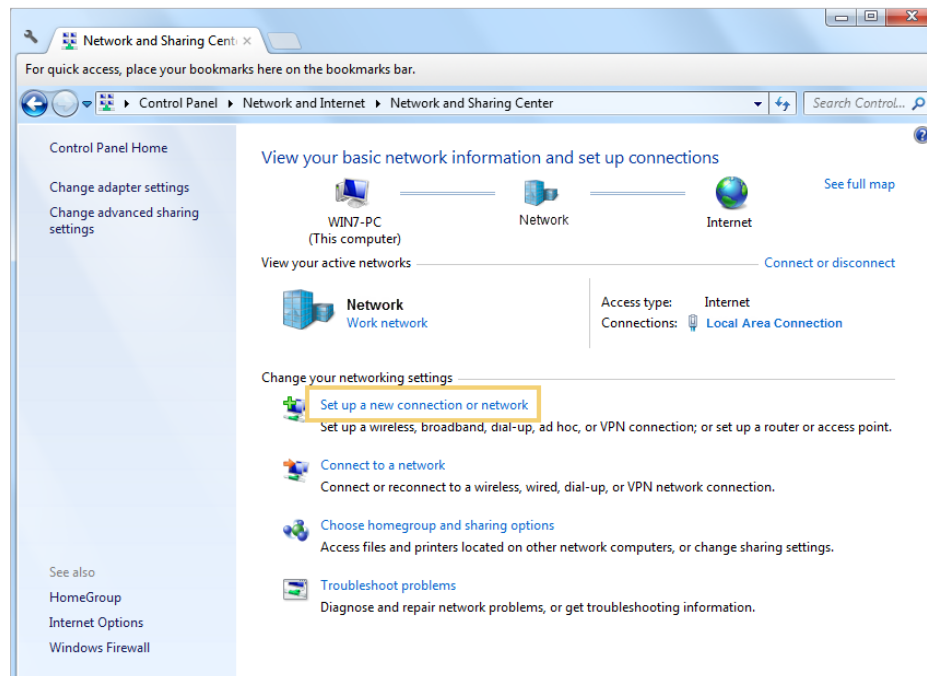 Network and Sharing Cent
For quick access, place your bookmarks here on the bookmarks bar.
Control Panel Network and Internet Network and Sharing Center
Search Control...
Control Panel Home
Change adapter settings
Change advanced sharing
settings
View your basic network information and set up connections
See full map
WIN7-PC
(This computer)
Network
Internet
View your active networks
Connect or disconnect
Network
Work network
Access type: Internet
Connections: Local Area Connection
Change your networking settings
Set up a new connection or network
Set up a wireless, broadband, dial-up, ad hoc, or VPN connection; or set up a router or access point.
Connect to a network
Connect or reconnect to a wireless, wired, dial-up, or VPN network connection.
Choose homegroup and sharing options
Access files and printers located on other network computers, or change sharing settings.
Troubleshoot problems
Diagnose and repair network problems, or get troubleshooting information.
See also
HomeGroup
Internet Options
Windows Firewall